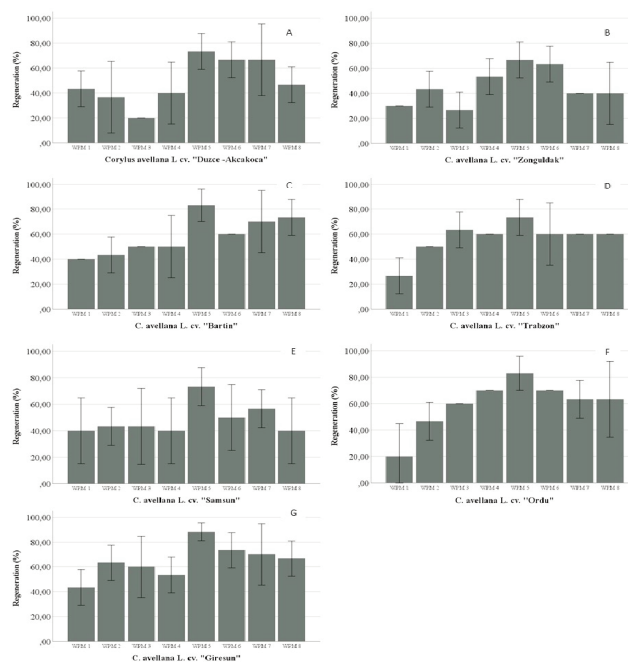 A
Regeneration (%)
100,00
80,00
60,00
40,00
20,00
,00
WPM 1 WPM 2 WPM 3 WPM 4 WPM 5 WPM 6 WPM 7 WPM 8
Corylus avellana L cv. "Duzce -Akcakoca"
B
Regeneration (%)
100,00
80,00
60,00
40,00
20,00
,00
WPM 1 WPM 2 WPM 3 WPM 4 WPM 5 WPM 6 WPM 7 WPM 8
C. avellana L. cv. "Zonguldak"
C
Regeneration (%)
100,00
80,00
60,00
40,00
20,00
,00
WPM 1 WPM 2 WPM 3 WPM 4 WPM 5 WPM 6 WPM 7 WPM 8
C. avellana L. cv. "Bartin"
D
Regeneration (%)
100,00
80,00
60,00
40,00
20,00
,00
WPM 1 WPM 2 WPM 3 WPM 4 WPM 5 WPM 6 WPM 7 WPM 8
C. avellana L. cv. "Trabzon"
E
Regeneration (%)
100,00
80,00
60,00
40,00
20,00
,00
WPM 1 WPM 2 WPM 3 WPM 4 WPM 5 WPM 6 WPM 7 WPM 8
C. avellana L. cv. "Samsun"
F
Regeneration (%)
100,00
80,00
60,00
40,00
20,00
,00
WPM 1 WPM 2 WPM 3 WPM 4 WPM 5 WPM 6 WPM 7 WPM 8
C. avellana L. cv. "Ordu"
G
Regeneration (%)
100,00
80,00
60,00
40,00
20,00
,00
WPM 1 WPM 2 WPM 3 WPM 4 WPM 5 WPM 6 WPM 7 WPM 8
C. avellana L. cv. "Giresun"